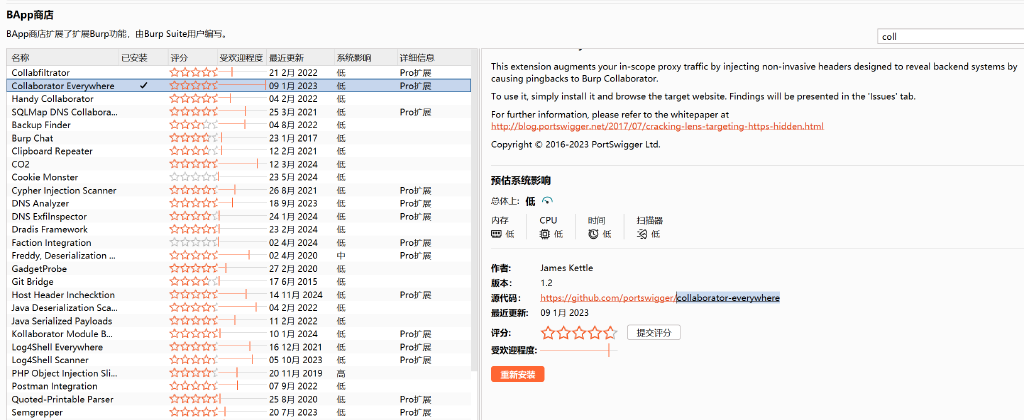 BApp商店
BApp商店扩展了扩展Burp功能，由Burp Suite用户编写。
coll
名称 已安装 评分 受欢迎程度 最近更新 系统影响 详细信息
Collabfiltrator 21 2月 2022 低 Pro扩展
Collaborator Everywhere ✔ 09 1月 2023 低 Pro扩展
Handy Collaborator 04 2月 2022 低 Pro扩展
SQLMap DNS Collabora... 25 3月 2021 低 Pro扩展
Backup Finder 04 8月 2022 低
Burp Chat 23 1月 2017 低
Clipboard Repeater 12 2月 2021 低
CO2 12 3月 2024 低
Cookie Monster 23 5月 2024 低
Cypher Injection Scanner 26 8月 2021 低 Pro扩展
DNS Analyzer 18 9月 2023 低 Pro扩展
DNS Exfilnspector 24 1月 2024 低 Pro扩展
Dradis Framework 23 2月 2024 低
Faction Integration 02 4月 2024 低 Pro扩展
Freddy, Deserialization ... 02 4月 2020 中 Pro扩展
GadgetProbe 27 2月 2020 低
Git Bridge 17 6月 2015 低
Host Header Inchecktion 14 11月 2024 低 Pro扩展
Java Deserialization Sca... 04 2月 2022 低
Java Serialized Payloads 11 2月 2022 低
Kollaborator Module B... 10 1月 2024 低 Pro扩展
Log4Shell Everywhere 16 12月 2021 低 Pro扩展
Log4Shell Scanner 05 10月 2023 低 Pro扩展
PHP Object Injection Sli... 20 11月 2019 高
Postman Integration 07 9月 2022 低
Quoted-Printable Parser 25 8月 2020 低 Pro扩展
Semgrepper 20 7月 2023 低 Pro扩展
This extension augments your in-scope proxy traffic by injecting non-invasive headers designed to reveal backend systems by
causing pingbacks to Burp Collaborator.
To use it, simply install it and browse the target website. Findings will be presented in the 'Issues' tab.
For further information, please refer to the whitepaper at
http://blog.portswigger.net/2017/07/cracking-lens-targeting-https-hidden.html
Copyright © 2016-2023 PortSwigger Ltd.
预估系统影响
总体上: 低
内存 CPU 时间 扫描器
低 低 低 低
作者: James Kettle
版本: 1.2
源代码: https://github.com/portswigger/collaborator-everywhere
最近更新: 09 1月 2023
评分: 提交评分
受欢迎程度:
重新安装